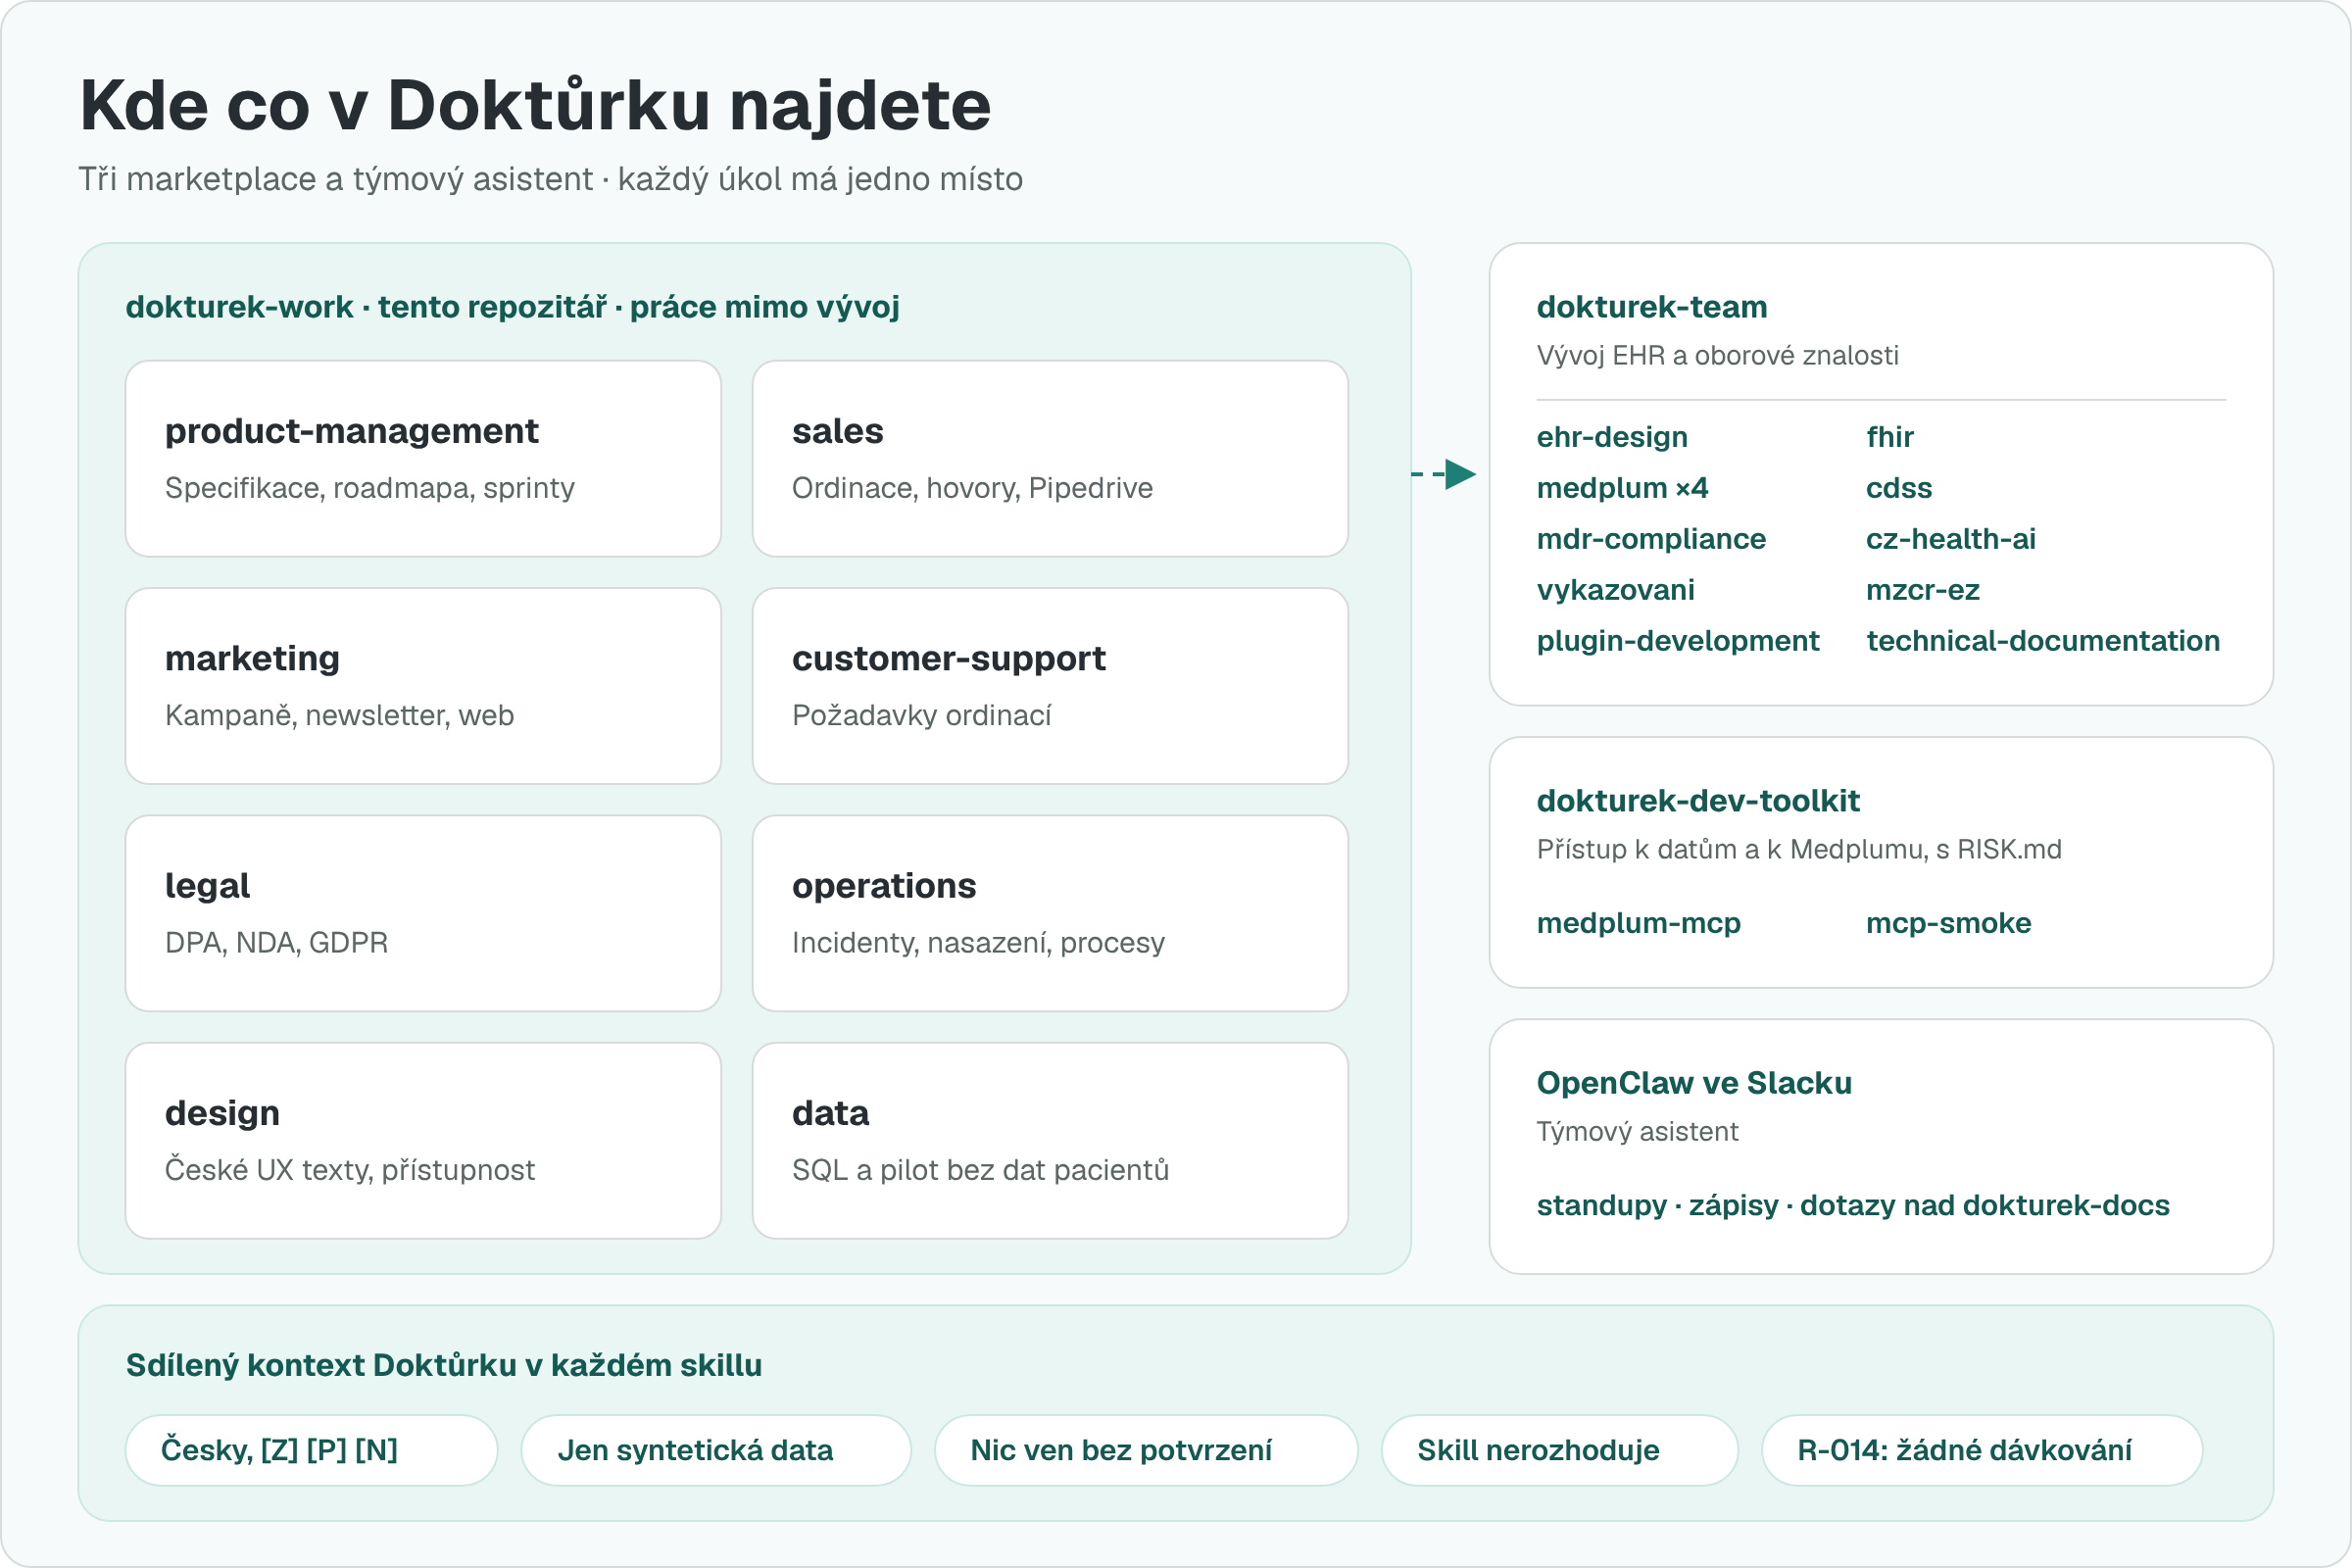 Kde co v Doktůrku najdete
Tři marketplace a týmový asistent · každý úkol má jedno místo
dokturek-work · tento repozitář · práce mimo vývoj
product-management
Specifikace, roadmapa, sprinty
sales
Ordinace, hovory, Pipedrive
marketing
Kampaně, newsletter, web
customer-support
Požadavky ordinací
legal
DPA, NDA, GDPR
operations
Incidenty, nasazení, procesy
design
České UX texty, přístupnost
data
SQL a pilot bez dat pacientů
dokturek-team
Vývoj EHR a oborové znalosti
ehr-design
fhir
medplum ×4
cdss
mdr-compliance
cz-health-ai
vykazovani
mzcr-ez
plugin-development
technical-documentation
dokturek-dev-toolkit
Přístup k datům a k Medplumu, s RISK.md
medplum-mcp
mcp-smoke
OpenClaw ve Slacku
Týmový asistent
standupy · zápisy · dotazy nad dokturek-docs
Sdílený kontext Doktůrku v každém skillu
Česky, [Z] [P] [N]
Jen syntetická data
Nic ven bez potvrzení
Skill nerozhoduje
R-014: žádné dávkování